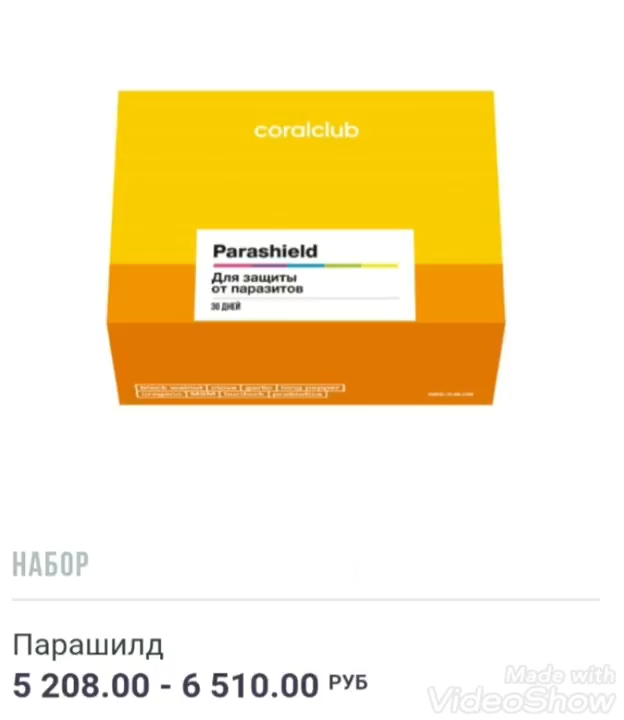 coralclub
Parashield
Для защиты
от паразитов
30 ДНЕЙ
black walnut | clove | garlic | long pepper
oregano | MSM | burdock | probiotics
НАБОР
Парашилд
5 208.00 - 6 510.00 РУБ
Made with
VideoShow